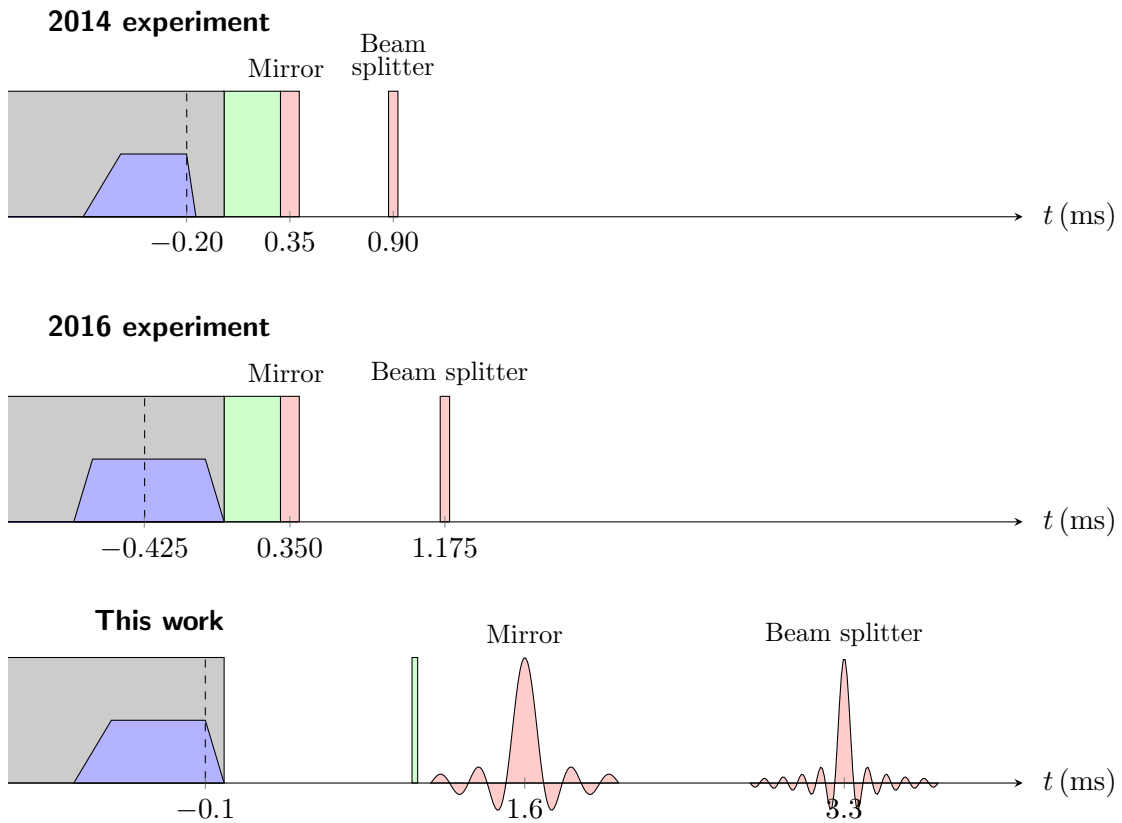 2014 experiment
Mirror
Beam
splitter
−0.20
0.35
0.90
t (ms)
2016 experiment
Mirror
Beam splitter
−0.425
0.350
1.175
t (ms)
This work
Mirror
Beam splitter
−0.1
1.6
3.3
t (ms)